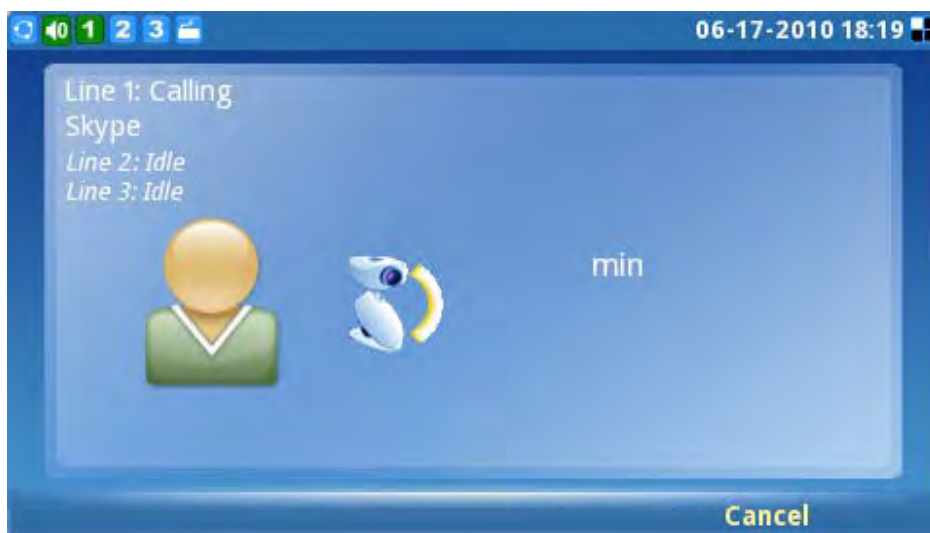 1 2 3 06-17-2010 18:19
Line 1: Calling
Skype
Line 2: Idle
Line 3: Idle
min
Cancel